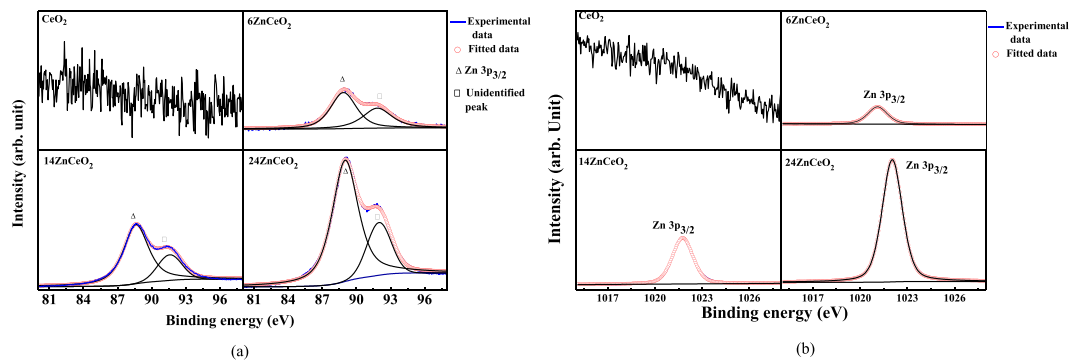 CeO2
6ZnCeO2
Experimental
data
Fitted data
Δ Zn 3p3/2
□ Unidentified
peak
Δ
□
14ZnCeO2
24ZnCeO2
Δ
□
Δ
□
Intensity (arb. unit)
81 84 87 90 93 96
81 84 87 90 93 96
Binding energy (eV)
(a)
CeO2
6ZnCeO2
Experimental
data
Fitted data
Zn 3p3/2
14ZnCeO2
24ZnCeO2
Zn 3p3/2
Zn 3p3/2
Intensity (arb. Unit)
1017 1020 1023 1026
1017 1020 1023 1026
Binding energy (eV)
(b)